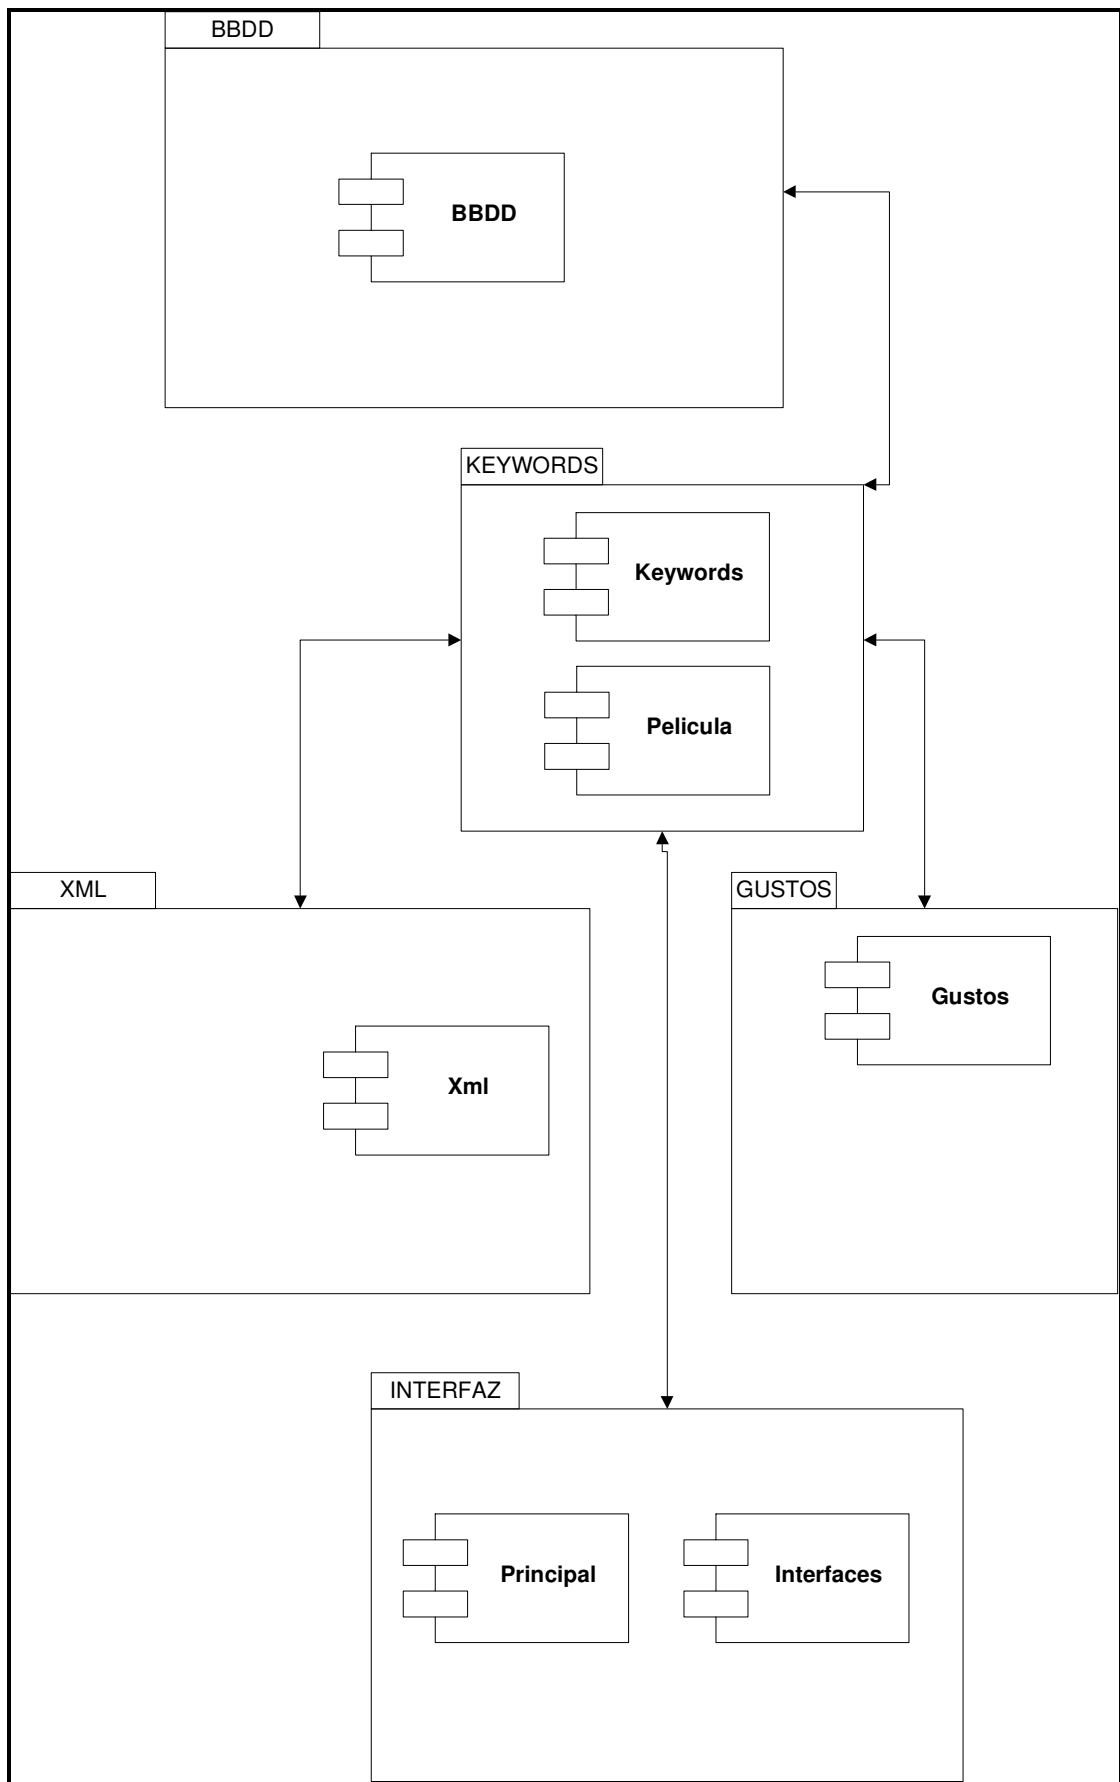 BBDD
BBDD
KEYWORDS
Keywords
Pelicula
XML
GUSTOS
Gustos
Xml
INTERFAZ
Principal
Interfaces